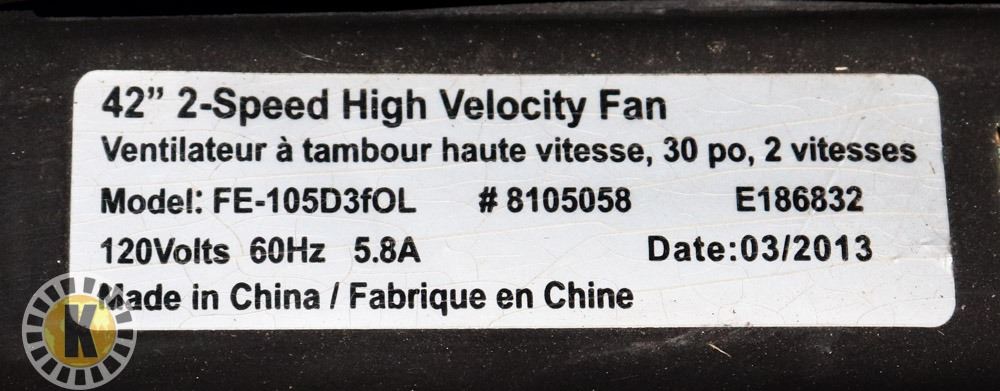 42” 2-Speed High Velocity Fan
Ventilateur à tambour haute vitesse, 30 po, 2 vitesses
Model: FE-105D3fOL # 8105058 E186832
120Volts 60Hz 5.8A Date:03/2013
Made in China / Fabrique en Chine
K